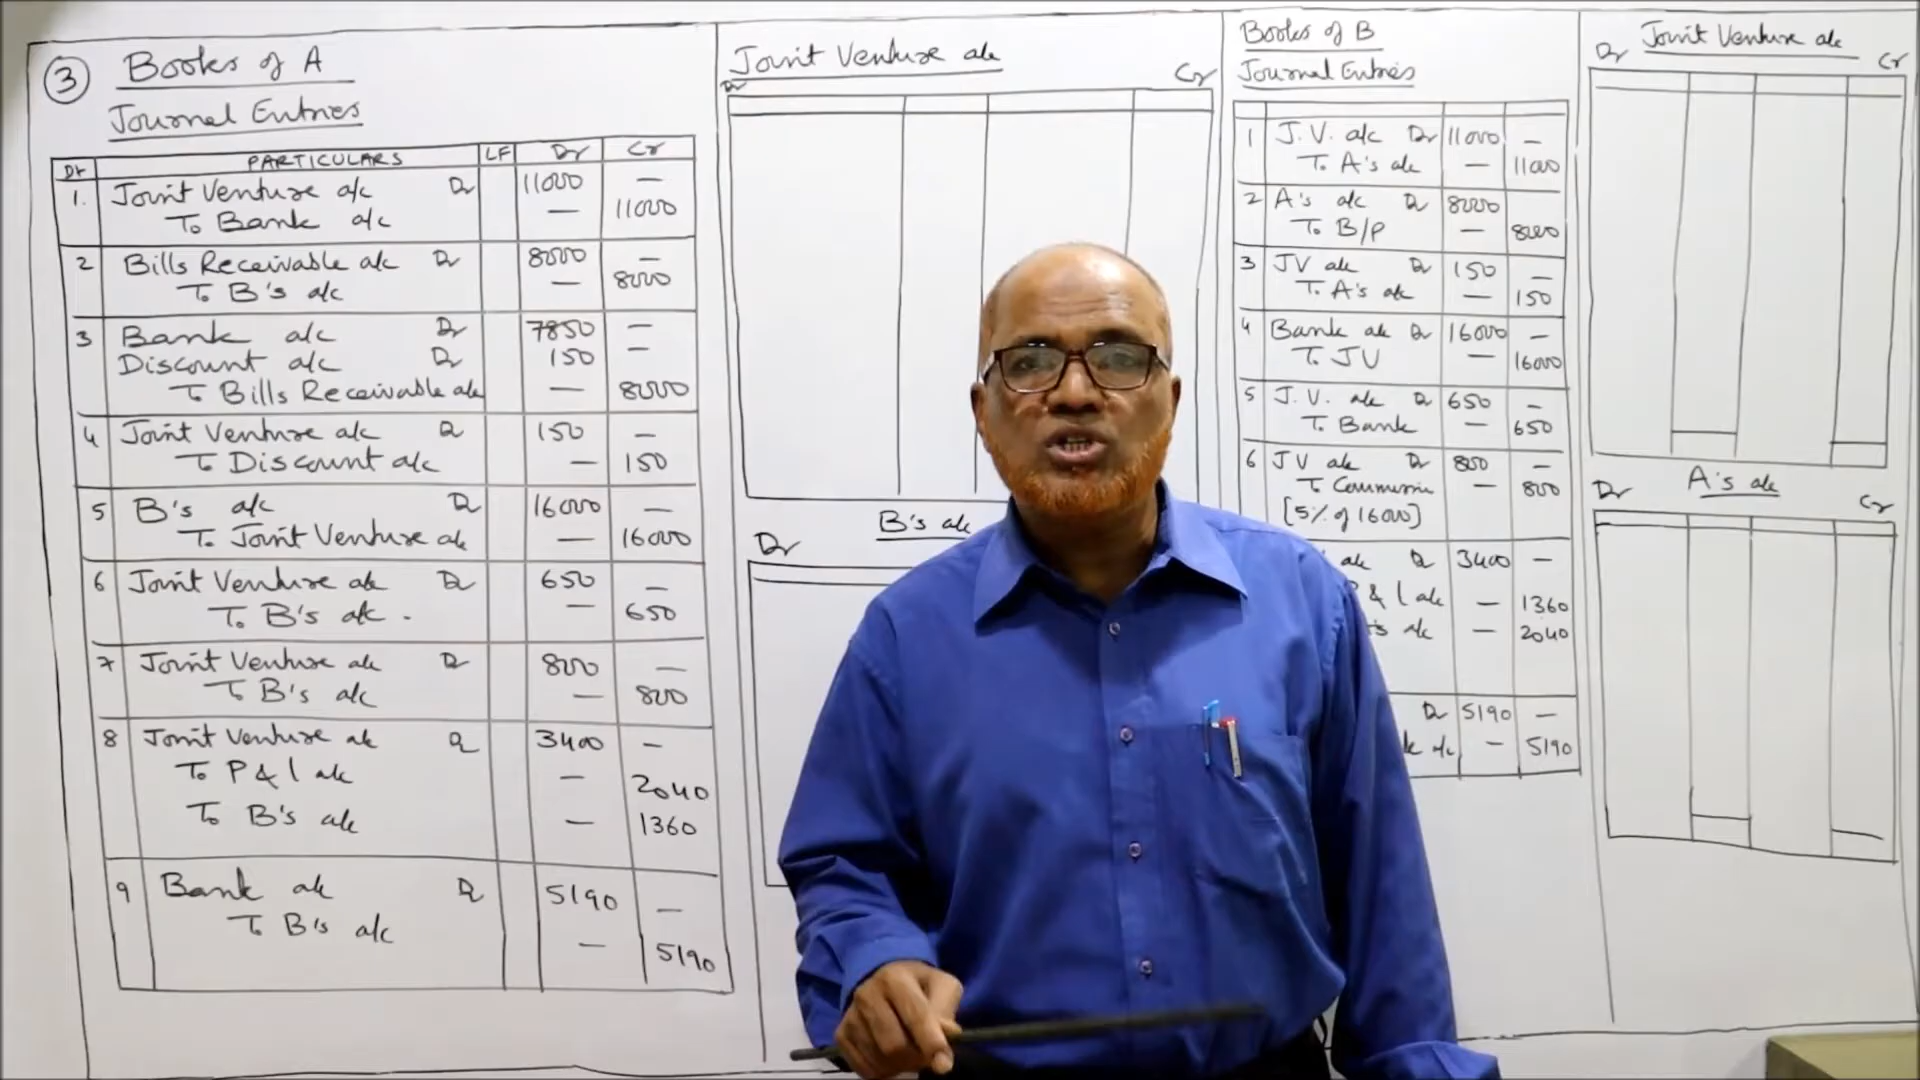 3 Books of A
Journal Entries
Dt PARTICULARS LF Dr Cr
1. Joint Venture a/c Dr 11000 —
To Bank a/c — 11000
2 Bills Receivable a/c Dr 8000 —
To B's a/c — 8000
3 Bank a/c Dr 7850 —
Discount a/c Dr 150 —
To Bills Receivable a/c — 8000
4 Joint Venture a/c Dr 150 —
To Discount a/c — 150
5 B's a/c Dr 16000 —
To Joint Venture a/c — 16000
6 Joint Venture a/c Dr 650 —
To B's a/c — 650
7 Joint Venture a/c Dr 800 —
To B's a/c — 800
8 Joint Venture a/c Dr 3400 —
To P & L a/c — 2040
To B's a/c — 1360
9 Bank a/c Dr 5190 —
To B's a/c — 5190
Joint Venture a/c
Dr Cr
B's a/c
Dr
Books of B
Journal Entries
1 J.V. a/c Dr 11000 —
To A's a/c — 11000
2 A's a/c Dr 8000
To B/P — 8000
3 JV a/c Dr 150 —
To A's a/c — 150
4 Bank a/c Dr 16000 —
To JV — 16000
5 J.V. a/c Dr 650 —
To Bank — 650
6 JV a/c Dr 800 —
To Commission — 800
[5% of 16000]
a/c Dr 3400 —
P & L a/c — 1360
a/c — 2040
Dr 5190 —
a/c — 5190
Joint Venture a/c
Dr Cr
A's a/c
Dr Cr